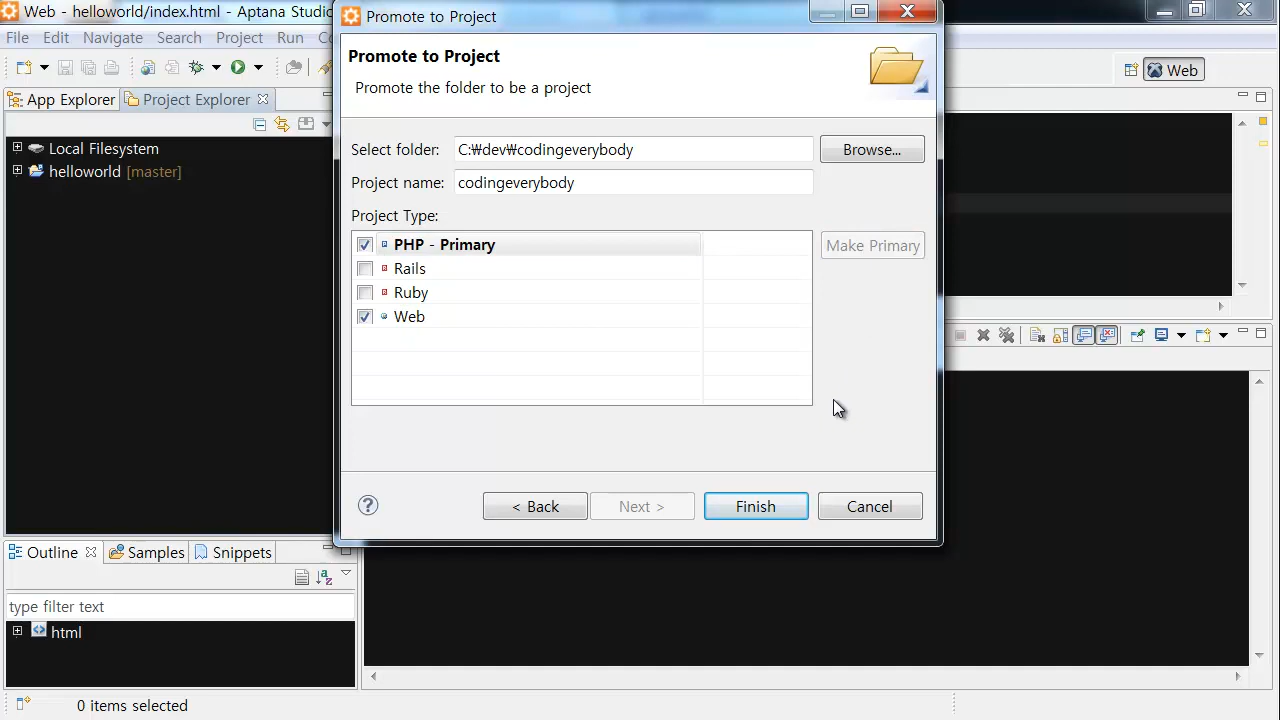 Web - helloworld/index.html - Aptana Studio
Promote to Project
File Edit Navigate Search Project Run
Web
App Explorer
Project Explorer
Promote to Project
Promote the folder to be a project
Local Filesystem
helloworld [master]
Select folder: C:₩dev₩codingeverybody
Browse...
Project name: codingeverybody
Project Type:
PHP - Primary
Make Primary
Rails
Ruby
Web
< Back
Next >
Finish
Cancel
Outline
Samples
Snippets
type filter text
html
0 items selected